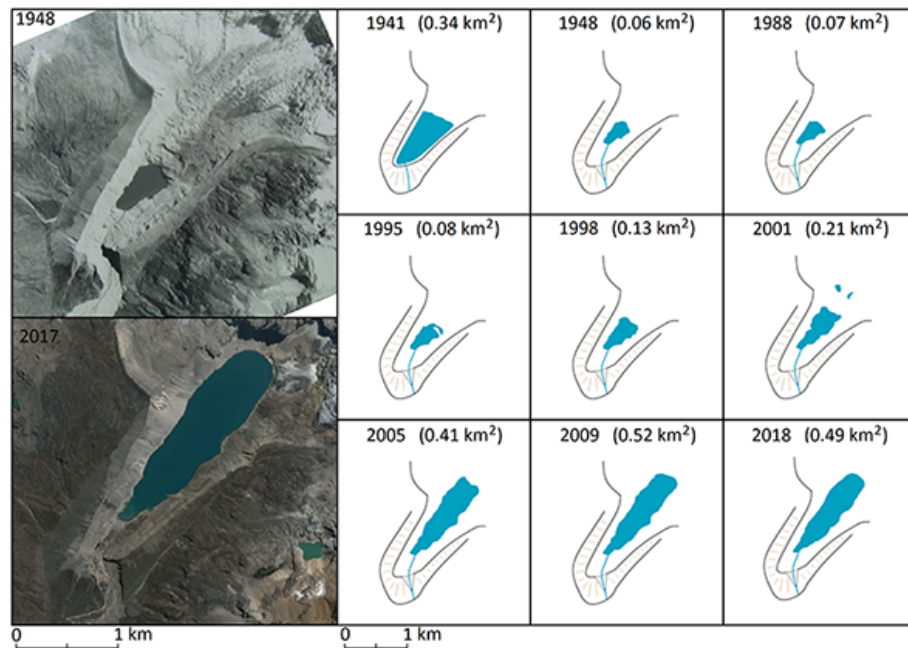 1948
1941 (0.34 km²)
1948 (0.06 km²)
1988 (0.07 km²)
1995 (0.08 km²)
1998 (0.13 km²)
2001 (0.21 km²)
2017
2005 (0.41 km²)
2009 (0.52 km²)
2018 (0.49 km²)
0 1 km
0 1 km